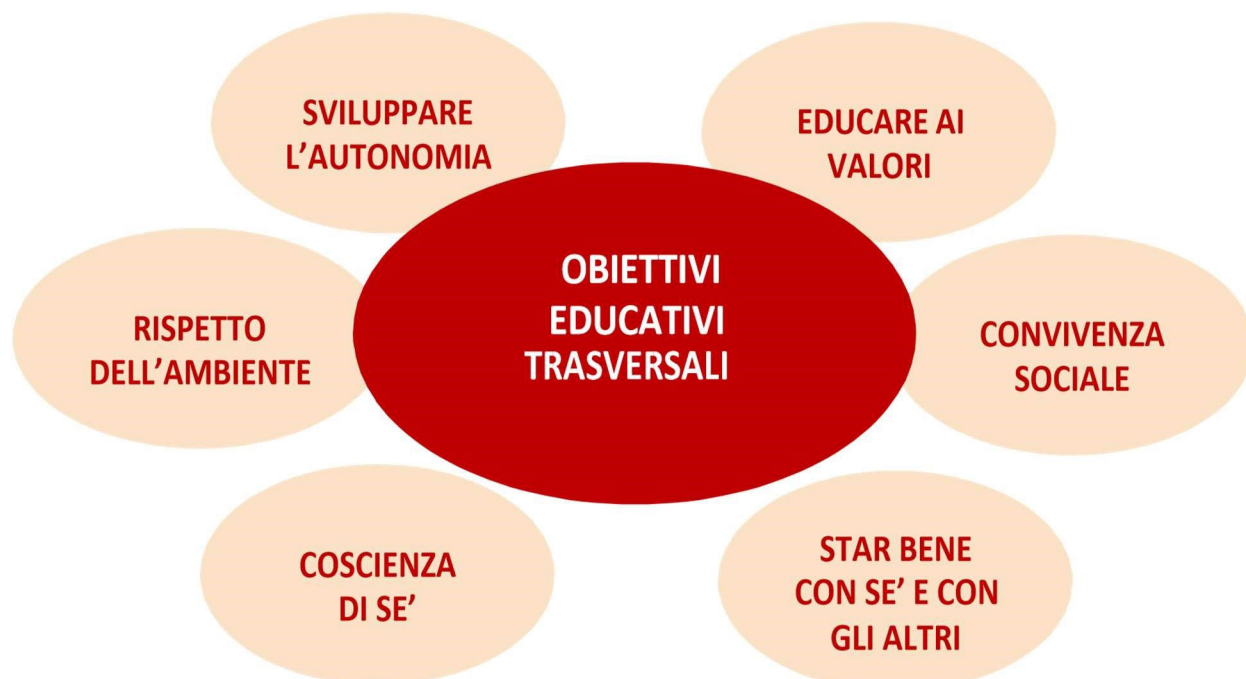 SVILUPPARE
L’AUTONOMIA
EDUCARE AI
VALORI
OBIETTIVI
EDUCATIVI
TRASVERSALI
RISPETTO
DELL’AMBIENTE
CONVIVENZA
SOCIALE
COSCIENZA
DI SE’
STAR BENE
CON SE’ E CON
GLI ALTRI